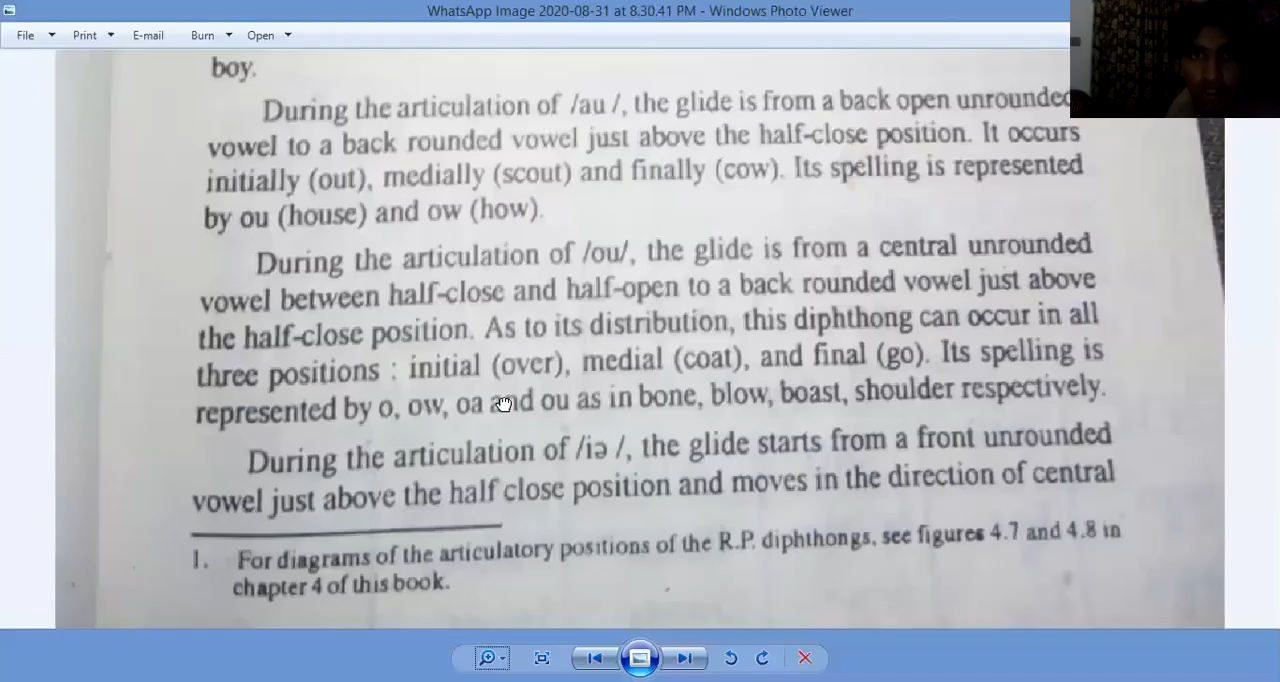 WhatsApp Image 2020-08-31 at 8.30.41 PM - Windows Photo Viewer
File Print E-mail Burn Open
boy.
During the articulation of /au /, the glide is from a back open unrounded
vowel to a back rounded vowel just above the half-close position. It occurs
initially (out), medially (scout) and finally (cow). Its spelling is represented
by ou (house) and ow (how).
During the articulation of /ou/, the glide is from a central unrounded
vowel between half-close and half-open to a back rounded vowel just above
the half-close position. As to its distribution, this diphthong can occur in all
three positions : initial (over), medial (coat), and final (go). Its spelling is
represented by o, ow, oa and ou as in bone, blow, boast, shoulder respectively.
During the articulation of /iə /, the glide starts from a front unrounded
vowel just above the half close position and moves in the direction of central
1. For diagrams of the articulatory positions of the R.P. diphthongs, see figures 4.7 and 4.8 in
chapter 4 of this book.